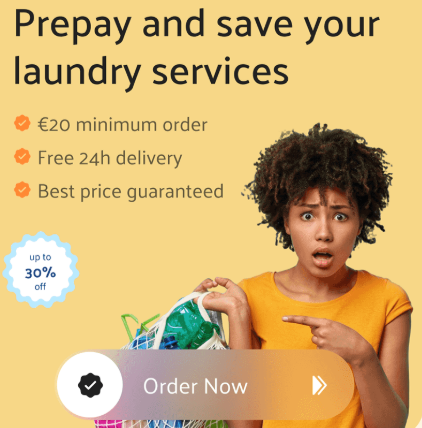 Prepay and save your
laundry services
€20 minimum order
Free 24h delivery
Best price guaranteed
up to
30%
off
Order Now